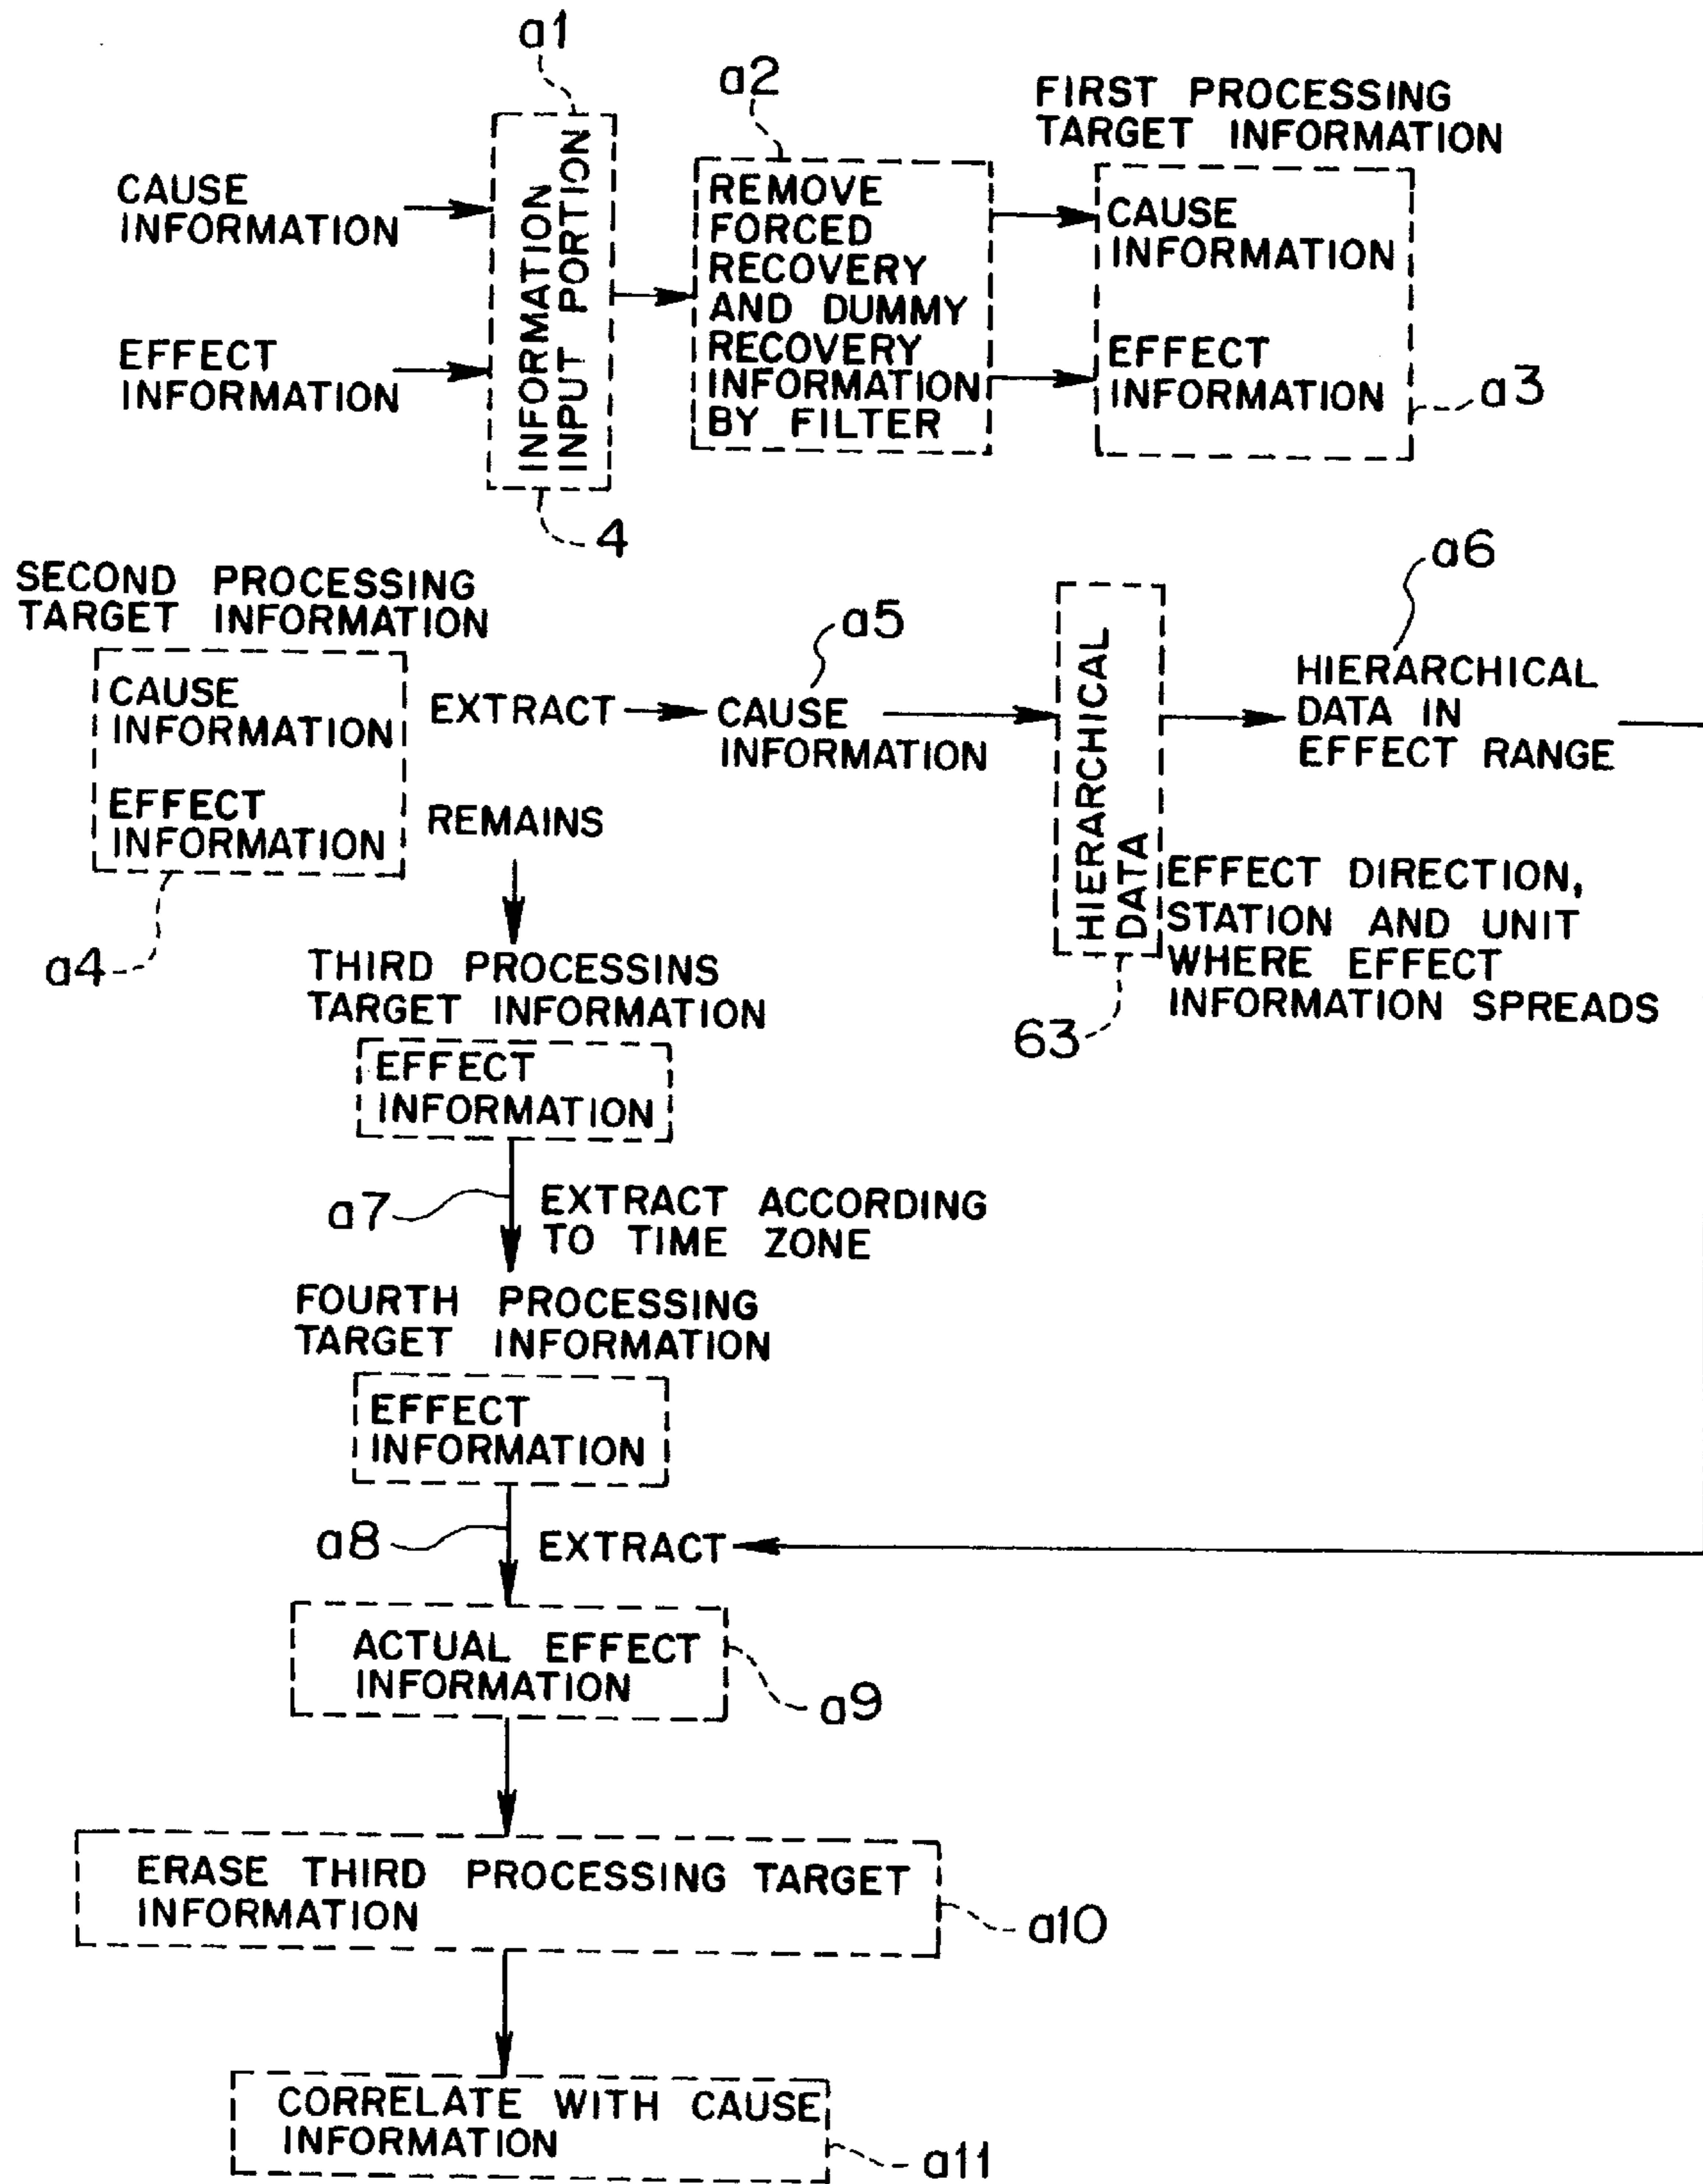 a1
a2
FIRST PROCESSING
TARGET INFORMATION
CAUSE
INFORMATION
EFFECT
INFORMATION
INFORMATION
INPUT PORTION
4
REMOVE
FORCED
RECOVERY
AND DUMMY
RECOVERY
INFORMATION
BY FILTER
CAUSE
INFORMATION
EFFECT
INFORMATION
a3
SECOND PROCESSING
TARGET INFORMATION
CAUSE
INFORMATION
EFFECT
INFORMATION
a4
EXTRACT
REMAINS
a5
CAUSE
INFORMATION
HIERARCHICAL
DATA
63
a6
HIERARCHICAL
DATA IN
EFFECT RANGE
EFFECT DIRECTION,
STATION AND UNIT
WHERE EFFECT
INFORMATION SPREADS
THIRD PROCESSINS
TARGET INFORMATION
EFFECT
INFORMATION
a7
EXTRACT ACCORDING
TO TIME ZONE
FOURTH PROCESSING
TARGET INFORMATION
EFFECT
INFORMATION
a8
EXTRACT
ACTUAL EFFECT
INFORMATION
a9
ERASE THIRD PROCESSING TARGET
INFORMATION
a10
CORRELATE WITH CAUSE
INFORMATION
a11